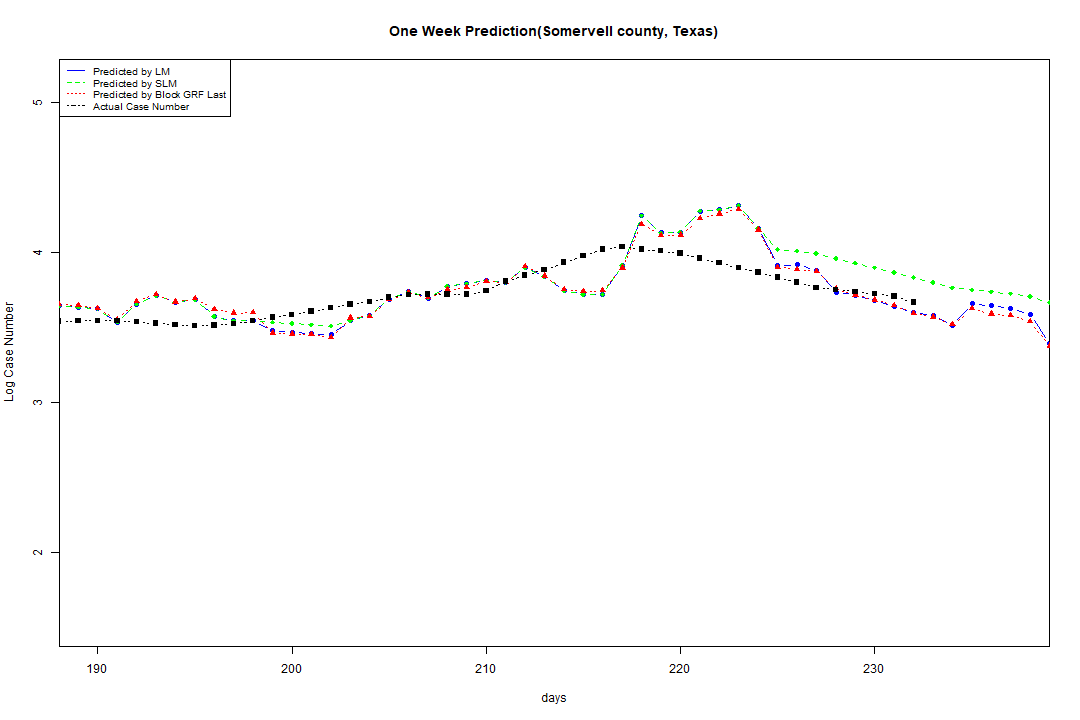 One Week Prediction(Somervell county, Texas)
Predicted by LM
Predicted by SLM
Predicted by Block GRF Last
Actual Case Number
5
4
3
2
Log Case Number
190 200 210 220 230
days